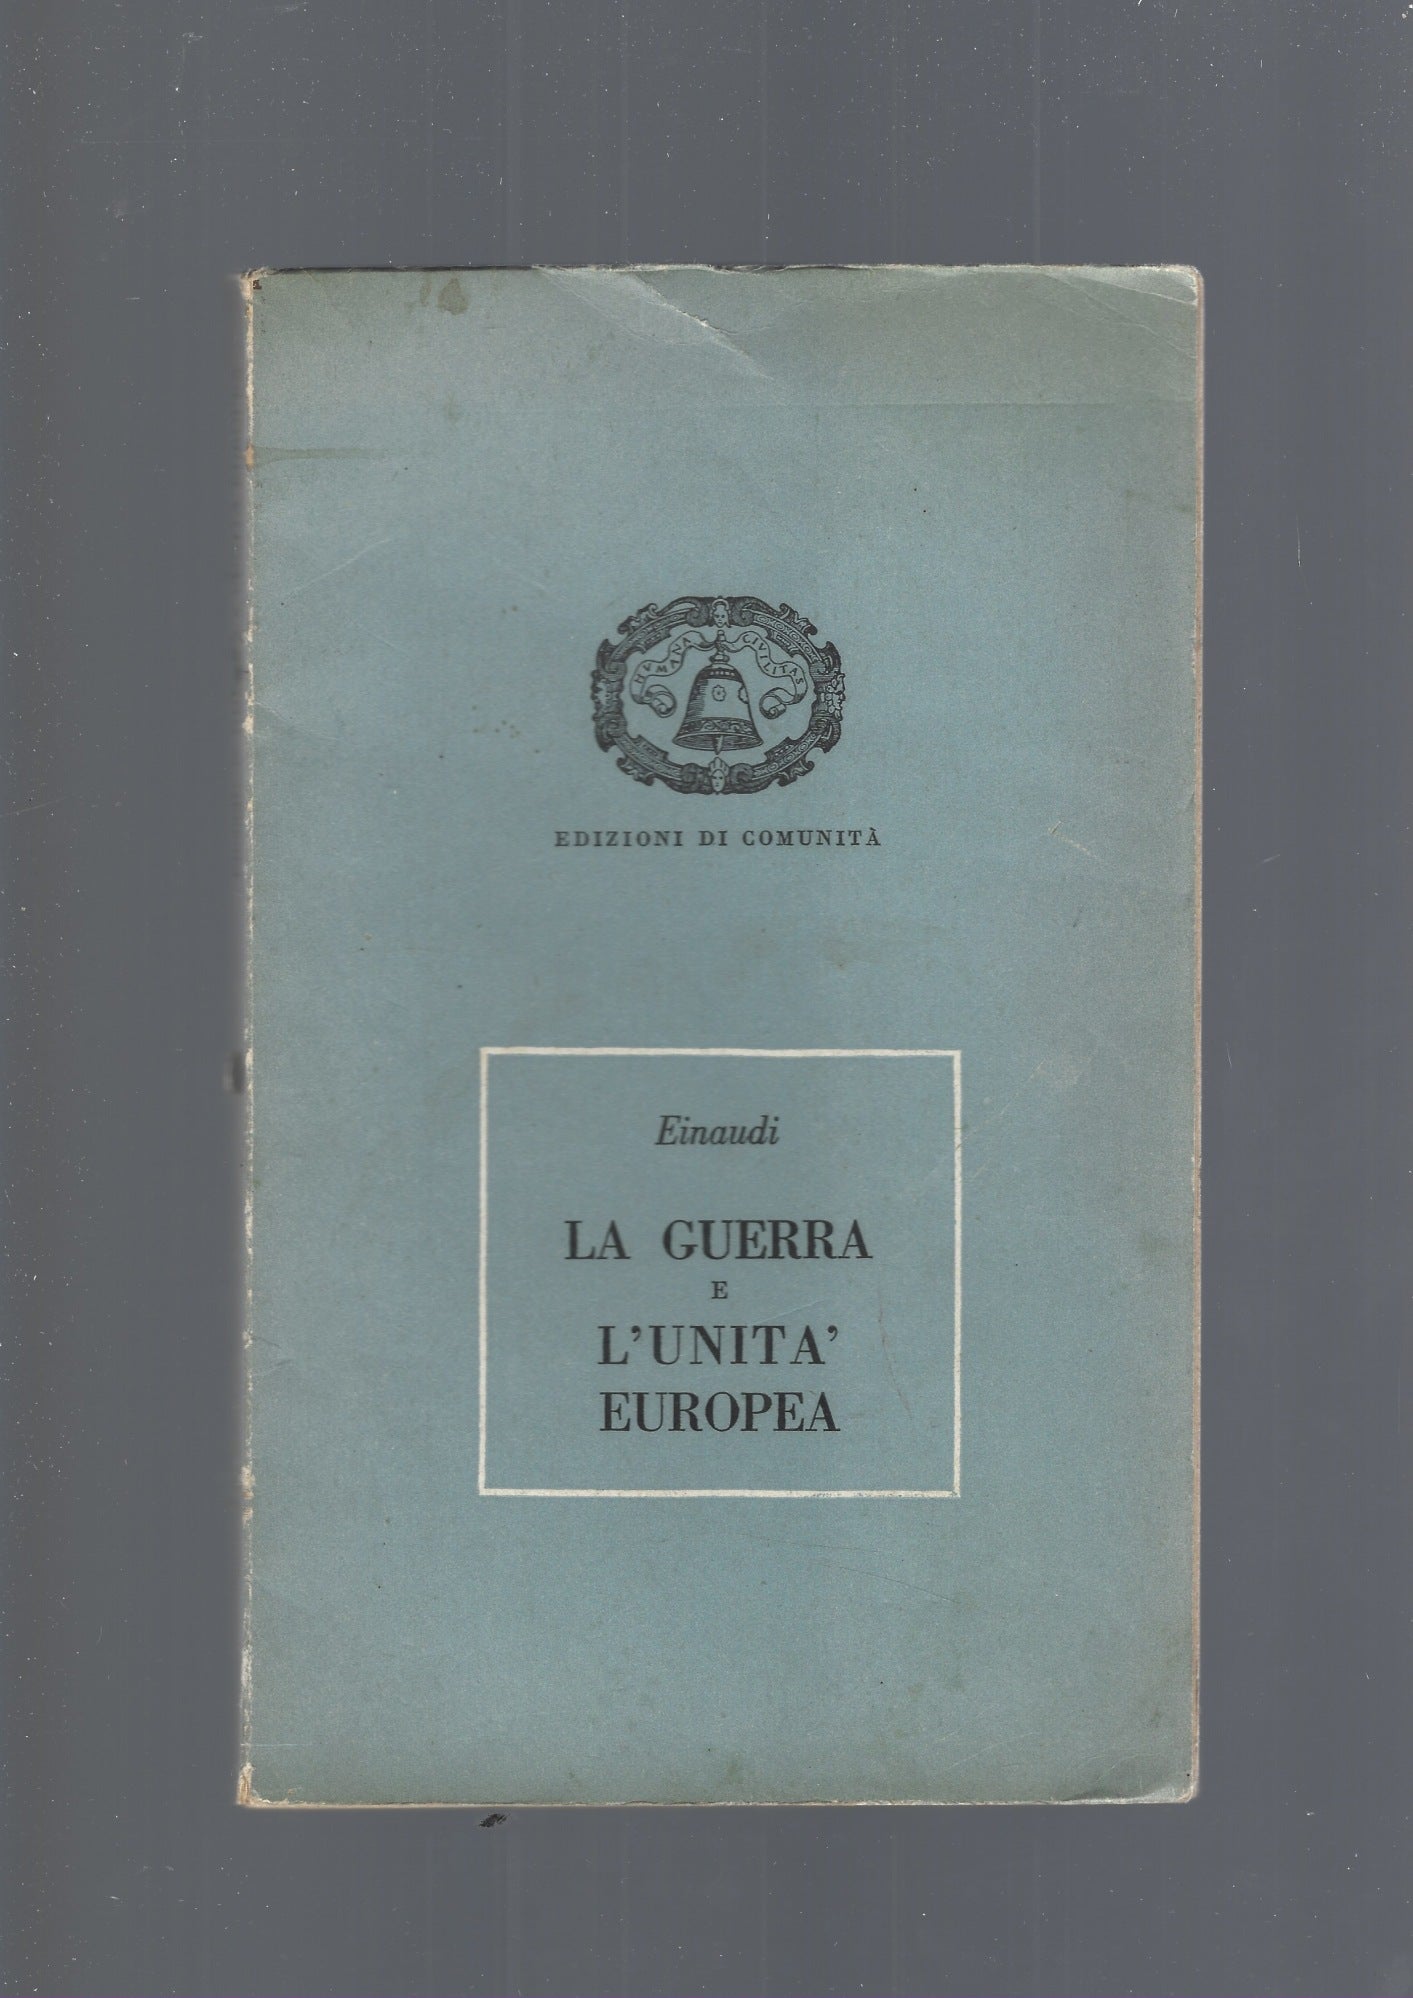 HVMANA CIVILITAS
EDIZIONI DI COMUNITÀ
Einaudi
LA GUERRA
E
L'UNITA'
EUROPEA